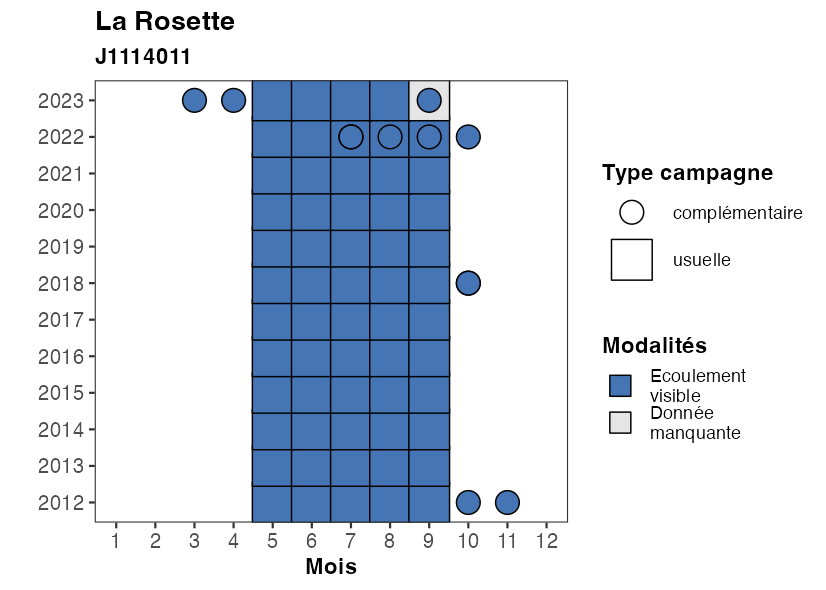 La Rosette
J1114011
2023
2022
2021
2020
2019
2018
2017
2016
2015
2014
2013
2012
1 2 3 4 5 6 7 8 9 10 11 12
Mois
Type campagne
complémentaire
usuelle
Modalités
Ecoulement
visible
Donnée
manquante